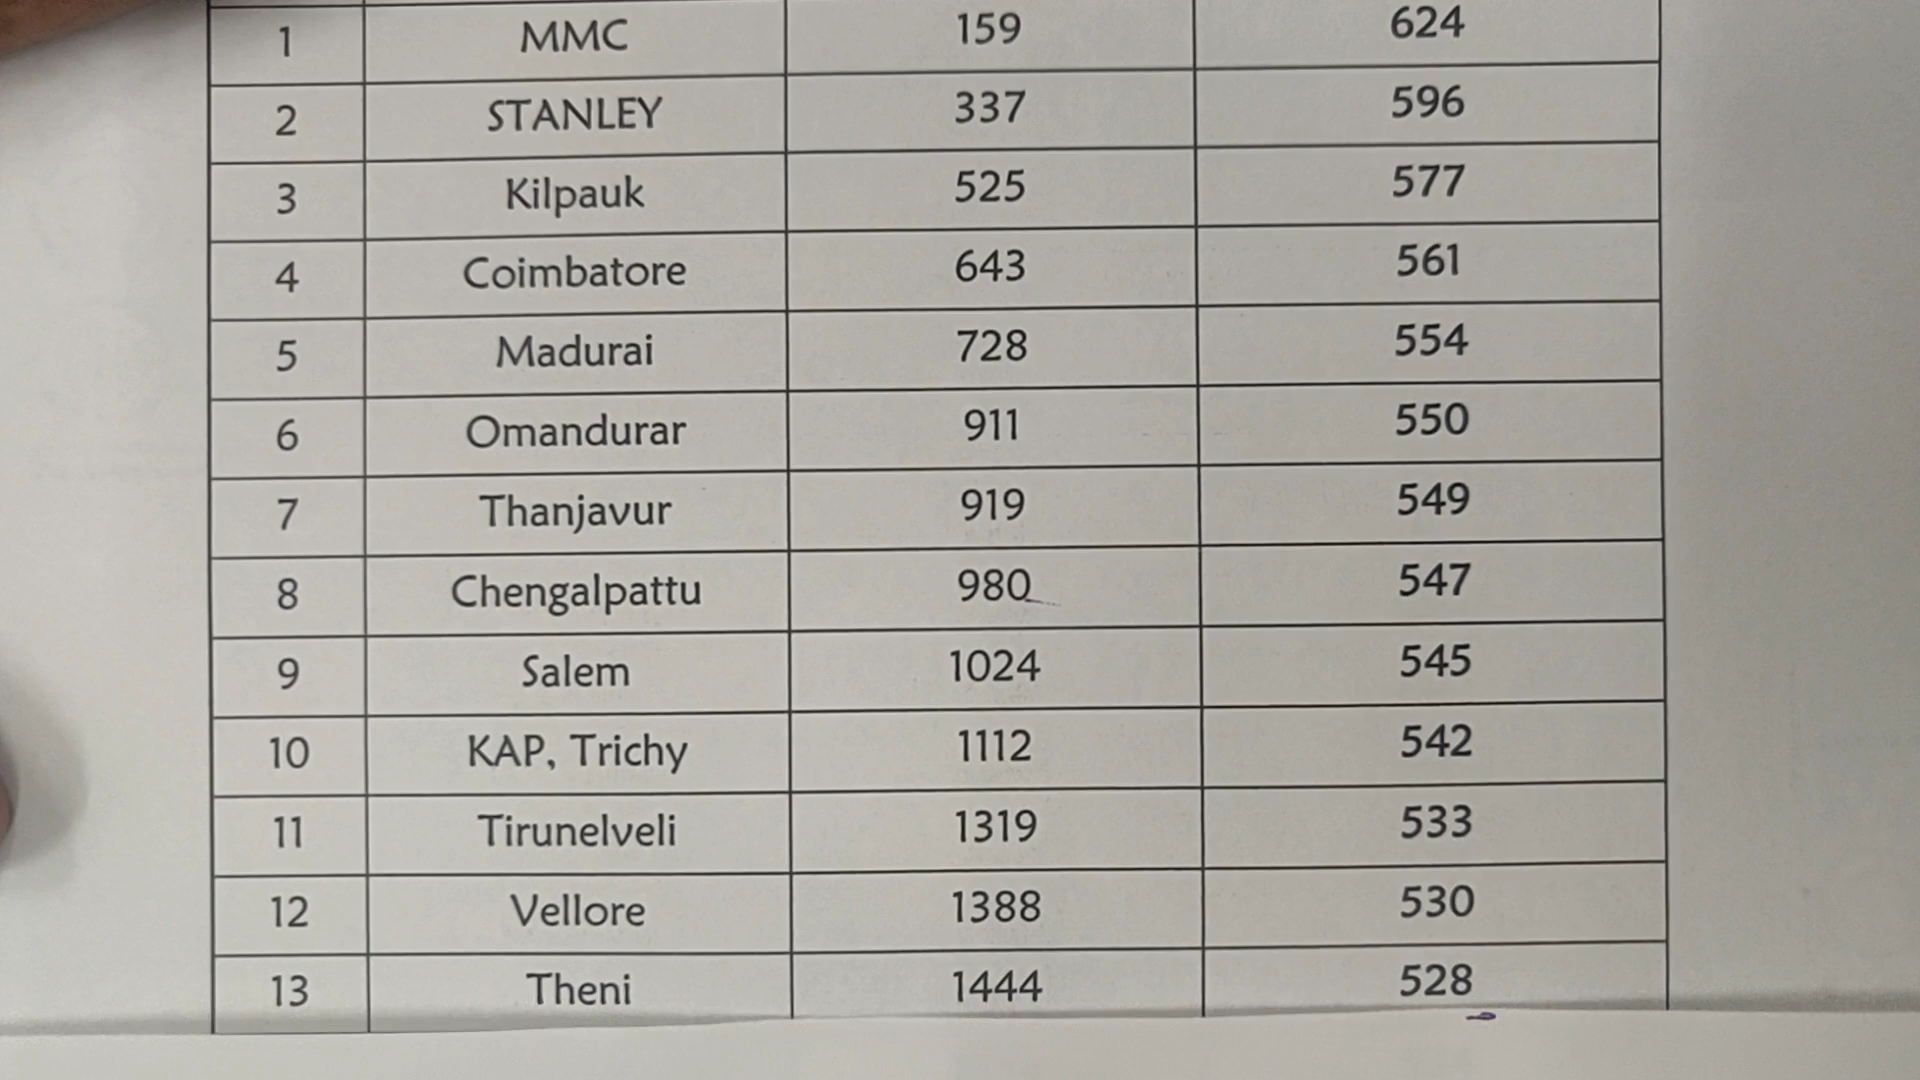 1 MMC 159 624
2 STANLEY 337 596
3 Kilpauk 525 577
4 Coimbatore 643 561
5 Madurai 728 554
6 Omandurar 911 550
7 Thanjavur 919 549
8 Chengalpattu 980 547
9 Salem 1024 545
10 KAP, Trichy 1112 542
11 Tirunelveli 1319 533
12 Vellore 1388 530
13 Theni 1444 528